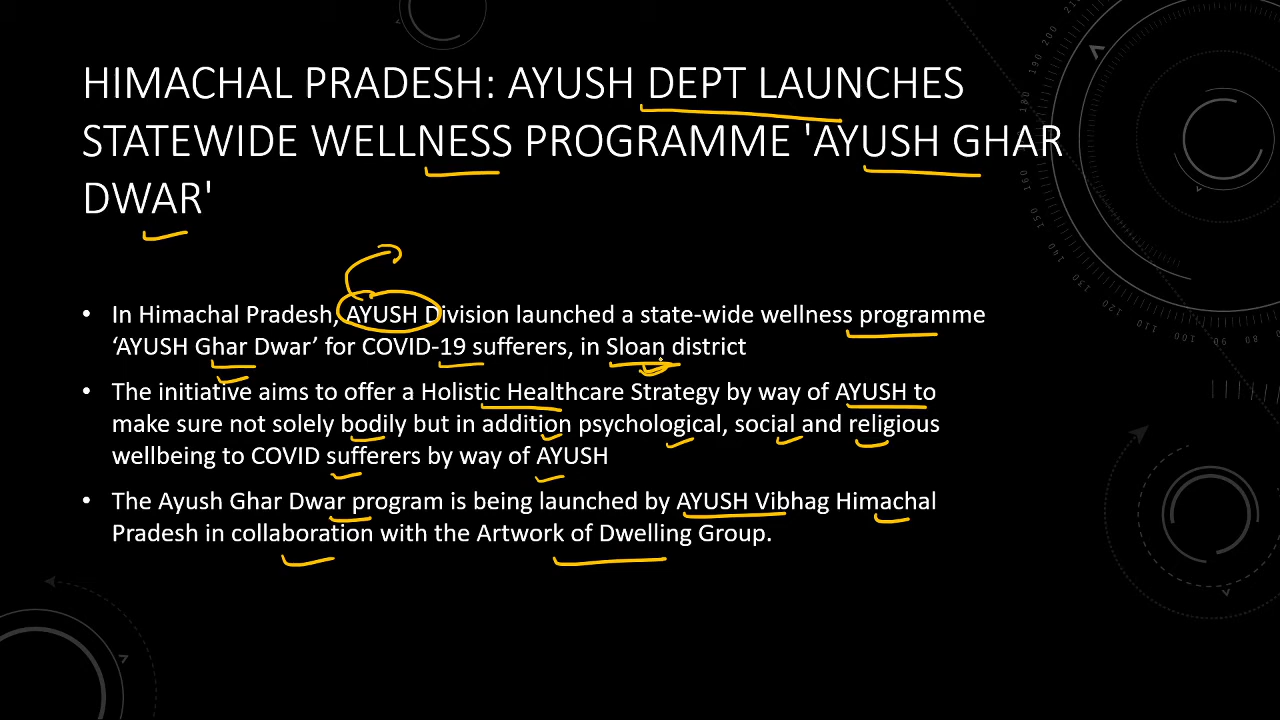 HIMACHAL PRADESH: AYUSH DEPT LAUNCHES
STATEWIDE WELLNESS PROGRAMME 'AYUSH GHAR
DWAR'
• In Himachal Pradesh, AYUSH Division launched a state-wide wellness programme
‘AYUSH Ghar Dwar’ for COVID-19 sufferers, in Sloan district
• The initiative aims to offer a Holistic Healthcare Strategy by way of AYUSH to
make sure not solely bodily but in addition psychological, social and religious
wellbeing to COVID sufferers by way of AYUSH
• The Ayush Ghar Dwar program is being launched by AYUSH Vibhag Himachal
Pradesh in collaboration with the Artwork of Dwelling Group.